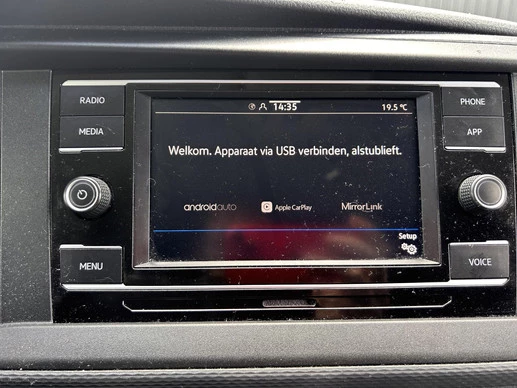 RADIO
MEDIA
MENU
14:35
19.5 °C
Welkom. Apparaat via USB verbinden, alstublieft.
androidauto
Apple CarPlay
MirrorLink
Setup
PHONE
APP
VOICE